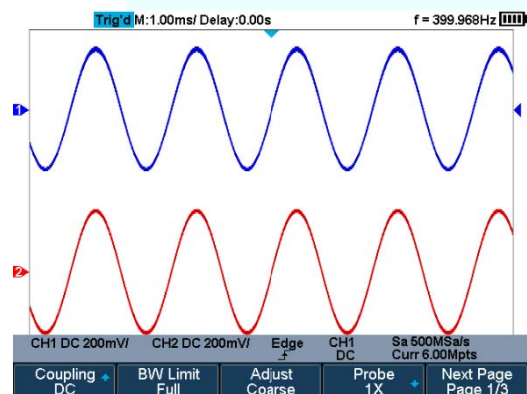 Trig'd M:1.00ms/ Delay:0.00s f = 399.968Hz
1
2
CH1 DC 200mV/ CH2 DC 200mV/ Edge CH1 Sa 500MSa/s
DC Curr 6.00Mpts
Coupling BW Limit Adjust Probe Next Page
DC Full Coarse 1X Page 1/3